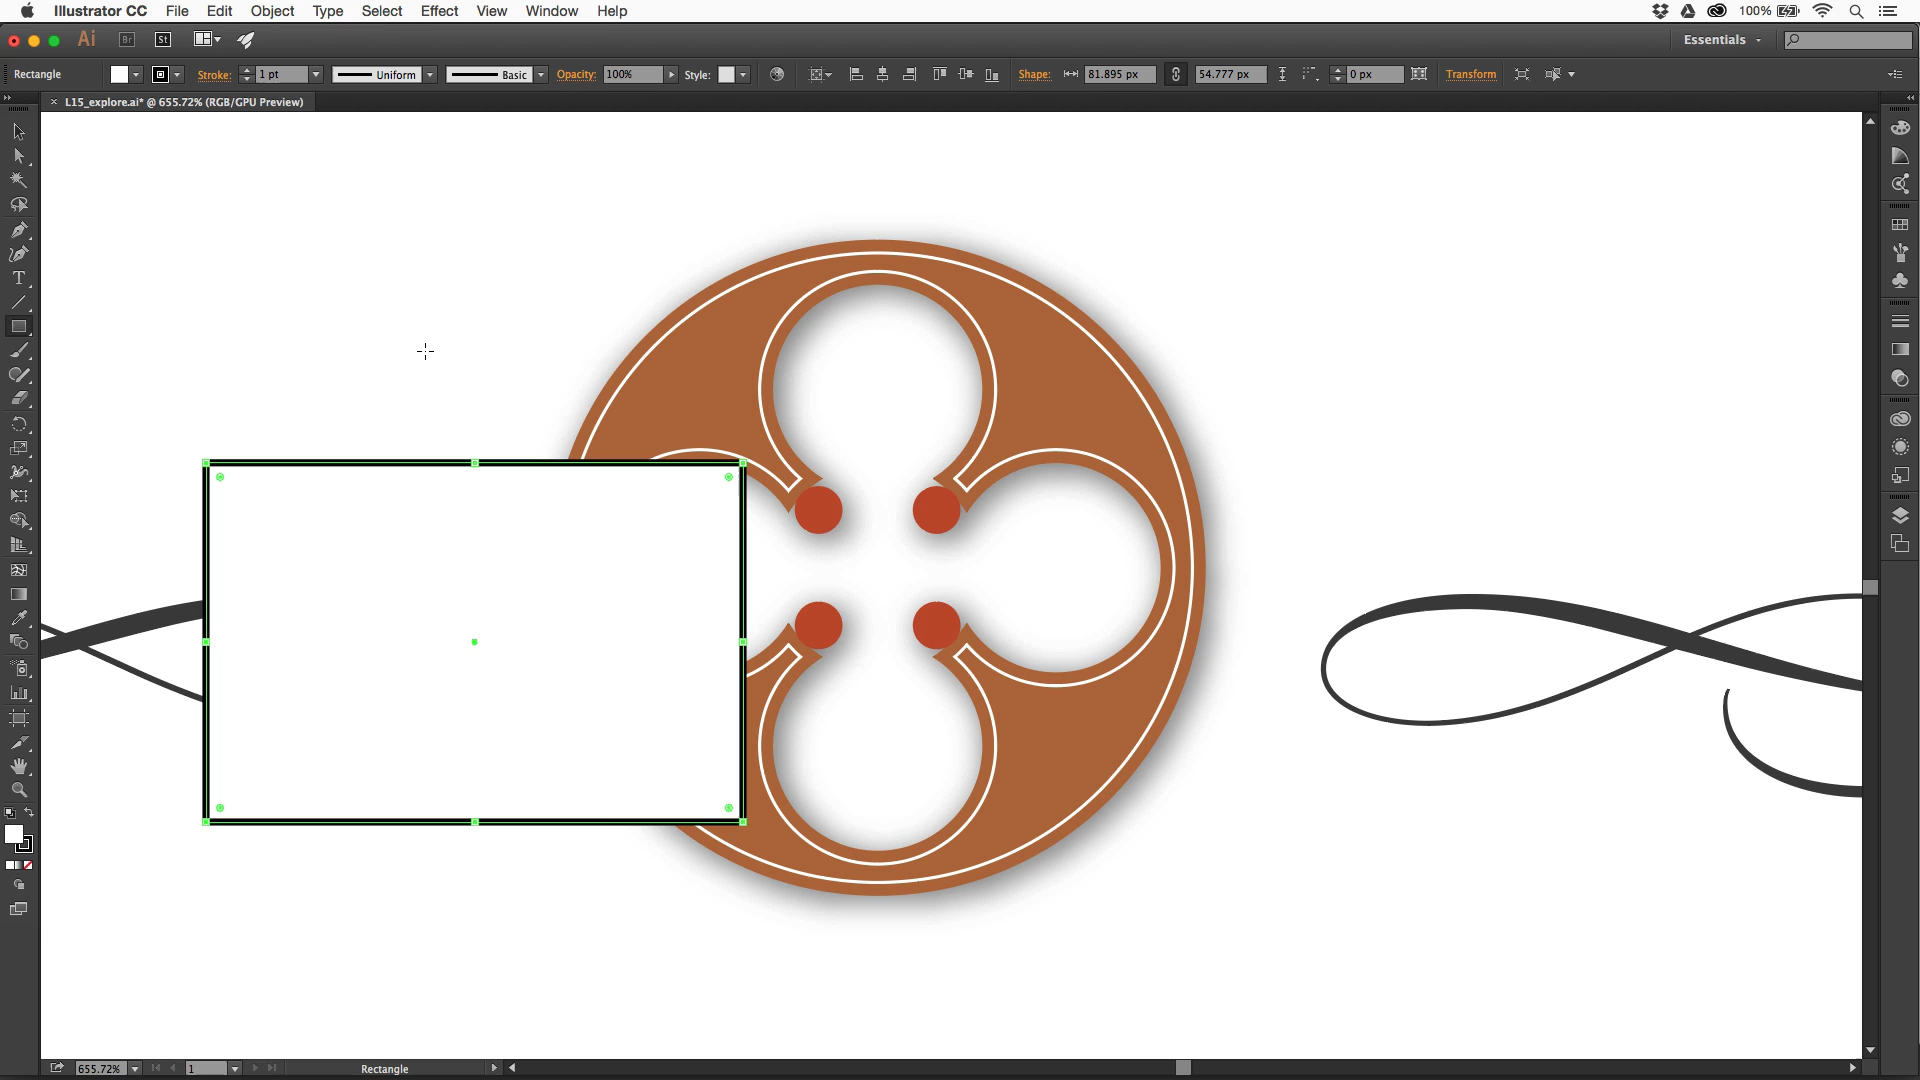 Illustrator CC File Edit Object Type Select Effect View Window Help 100%
Ai Br St Essentials
Rectangle Stroke: 1 pt Uniform Basic Opacity: 100% Style: Shape: 81.895 px 54.777 px 0 px Transform
× L15_explore.ai* @ 655.72% (RGB/GPU Preview)
T
655.72% 1 Rectangle